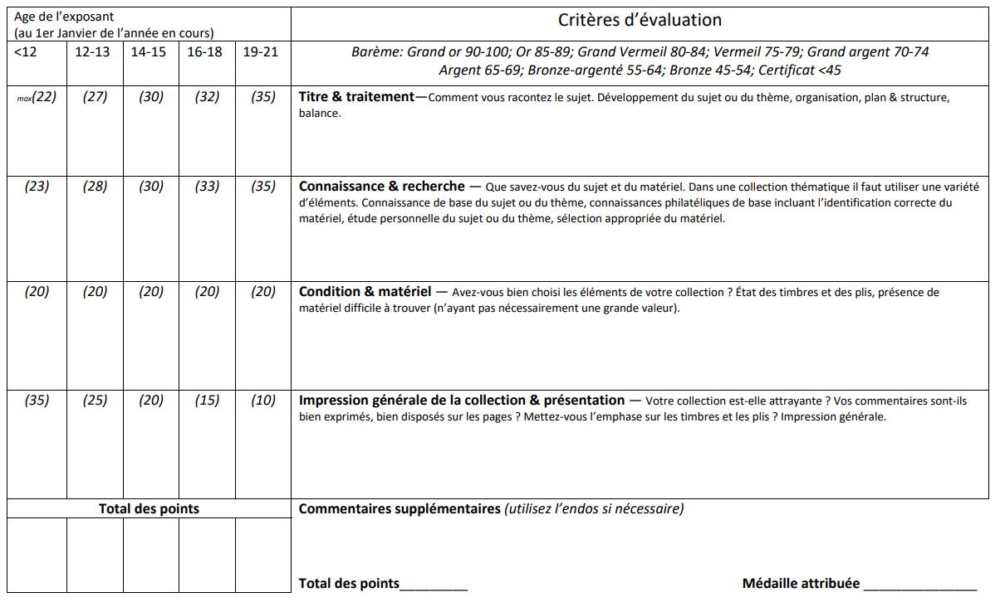 Age de l’exposant
(au 1er Janvier de l’année en cours)
Critères d’évaluation
<12 12-13 14-15 16-18 19-21
Barème: Grand or 90-100; Or 85-89; Grand Vermeil 80-84; Vermeil 75-79; Grand argent 70-74
Argent 65-69; Bronze-argenté 55-64; Bronze 45-54; Certificat <45
max(22) (27) (30) (32) (35)
Titre & traitement—Comment vous racontez le sujet. Développement du sujet ou du thème, organisation, plan & structure,
balance.
(23) (28) (30) (33) (35)
Connaissance & recherche — Que savez-vous du sujet et du matériel. Dans une collection thématique il faut utiliser une variété
d’éléments. Connaissance de base du sujet ou du thème, connaissances philatéliques de base incluant l’identification correcte du
matériel, étude personnelle du sujet ou du thème, sélection appropriée du matériel.
(20) (20) (20) (20) (20)
Condition & matériel — Avez-vous bien choisi les éléments de votre collection ? État des timbres et des plis, présence de
matériel difficile à trouver (n’ayant pas nécessairement une grande valeur).
(35) (25) (20) (15) (10)
Impression générale de la collection & présentation — Votre collection est-elle attrayante ? Vos commentaires sont-ils
bien exprimés, bien disposés sur les pages ? Mettez-vous l’emphase sur les timbres et les plis ? Impression générale.
Total des points
Commentaires supplémentaires (utilisez l’endos si nécessaire)
Total des points_________ Médaille attribuée _______________